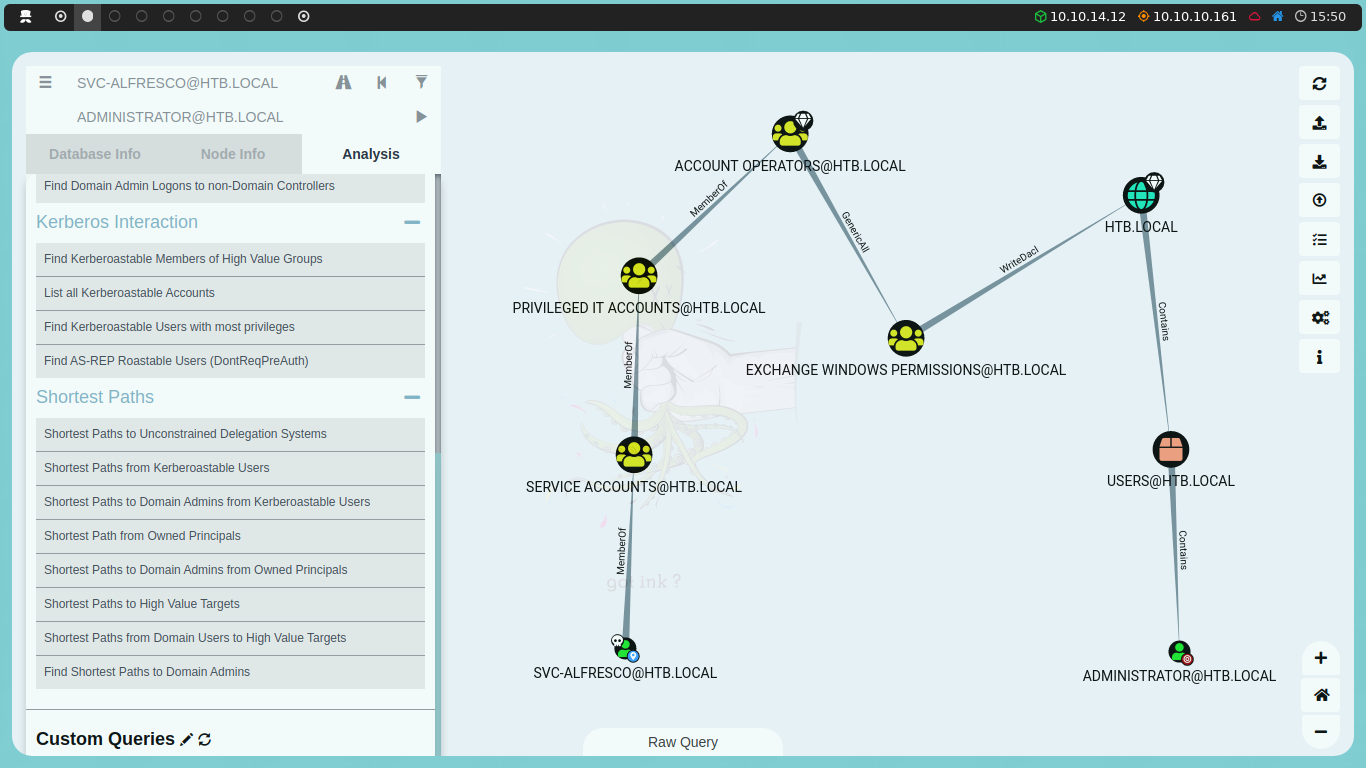 10.10.14.12 10.10.10.161 15:50
SVC-ALFRESCO@HTB.LOCAL
ADMINISTRATOR@HTB.LOCAL
Database Info Node Info Analysis
Find Domain Admin Logons to non-Domain Controllers
Kerberos Interaction
Find Kerberoastable Members of High Value Groups
List all Kerberoastable Accounts
Find Kerberoastable Users with most privileges
Find AS-REP Roastable Users (DontReqPreAuth)
Shortest Paths
Shortest Paths to Unconstrained Delegation Systems
Shortest Paths from Kerberoastable Users
Shortest Paths to Domain Admins from Kerberoastable Users
Shortest Path from Owned Principals
Shortest Paths to Domain Admins from Owned Principals
Shortest Paths to High Value Targets
Shortest Paths from Domain Users to High Value Targets
Find Shortest Paths to Domain Admins
Custom Queries
ACCOUNT OPERATORS@HTB.LOCAL
MemberOf
GenericAll
HTB.LOCAL
WriteDacl
PRIVILEGED IT ACCOUNTS@HTB.LOCAL
Contains
MemberOf
EXCHANGE WINDOWS PERMISSIONS@HTB.LOCAL
SERVICE ACCOUNTS@HTB.LOCAL
USERS@HTB.LOCAL
MemberOf
Contains
got ink ?
SVC-ALFRESCO@HTB.LOCAL
ADMINISTRATOR@HTB.LOCAL
Raw Query